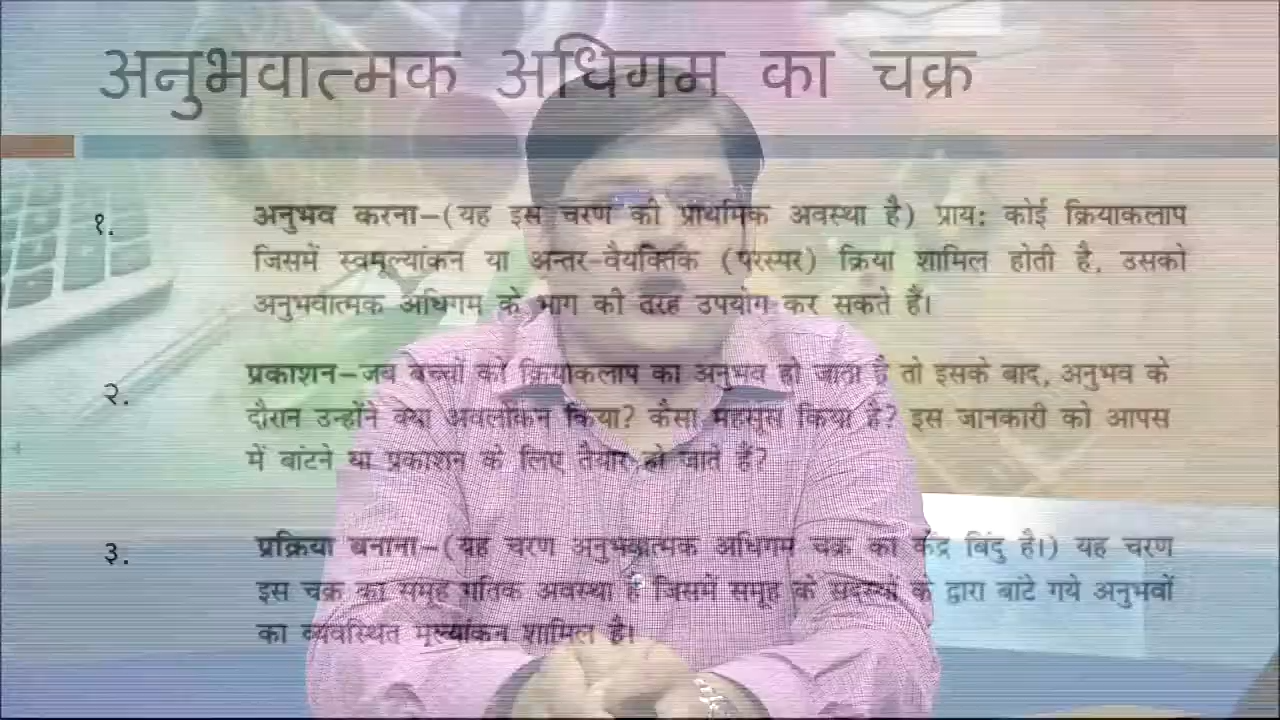 अनुभवात्मक अधिगम का चक्र
१. अनुभव करना–(यह इस चरण की प्राथमिक अवस्था है) प्राय: कोई क्रियाकलाप
जिसमें स्वमूल्यांकन या अन्तर-वैयक्तिक (परस्पर) क्रिया शामिल होती है, उसको
अनुभवात्मक अधिगम के भाग की तरह उपयोग कर सकते हैं।
२. प्रकाशन–जब बच्चों को क्रियाकलाप का अनुभव हो जाता है तो इसके बाद, अनुभव के
दौरान उन्होंने क्या अवलोकन किया? कैसा महसूस किया है? इस जानकारी को आपस
में बांटने या प्रकाशन के लिए तैयार हो जाते हैं?
३. प्रक्रिया बनाना–(यह चरण अनुभवात्मक अधिगम चक्र का केंद्र बिंदु है।) यह चरण
इस चक्र का समूह गतिक अवस्था है जिसमें समूह के सदस्यों के द्वारा बांटे गये अनुभवों
का व्यवस्थित मूल्यांकन शामिल है।